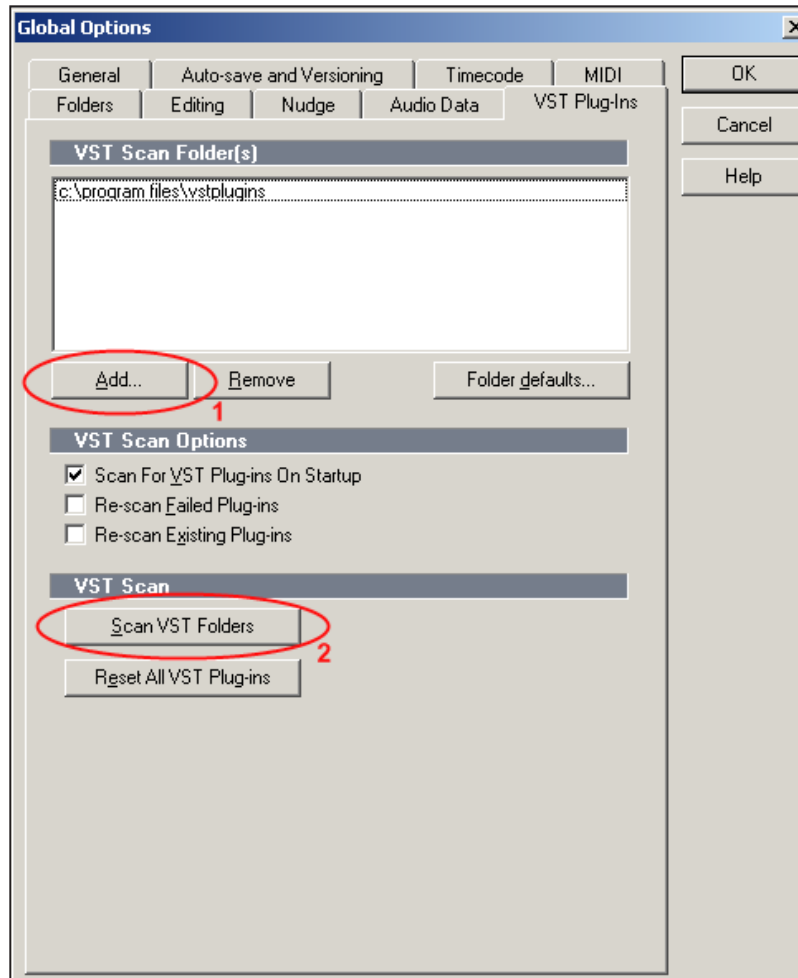 Global Options
General Auto-save and Versioning Timecode MIDI
Folders Editing Nudge Audio Data VST Plug-Ins
OK
Cancel
Help
VST Scan Folder(s)
c:\program files\vstplugins
Add... Remove Folder defaults...
1
VST Scan Options
Scan For VST Plug-ins On Startup
Re-scan Failed Plug-ins
Re-scan Existing Plug-ins
VST Scan
Scan VST Folders
2
Reset All VST Plug-ins